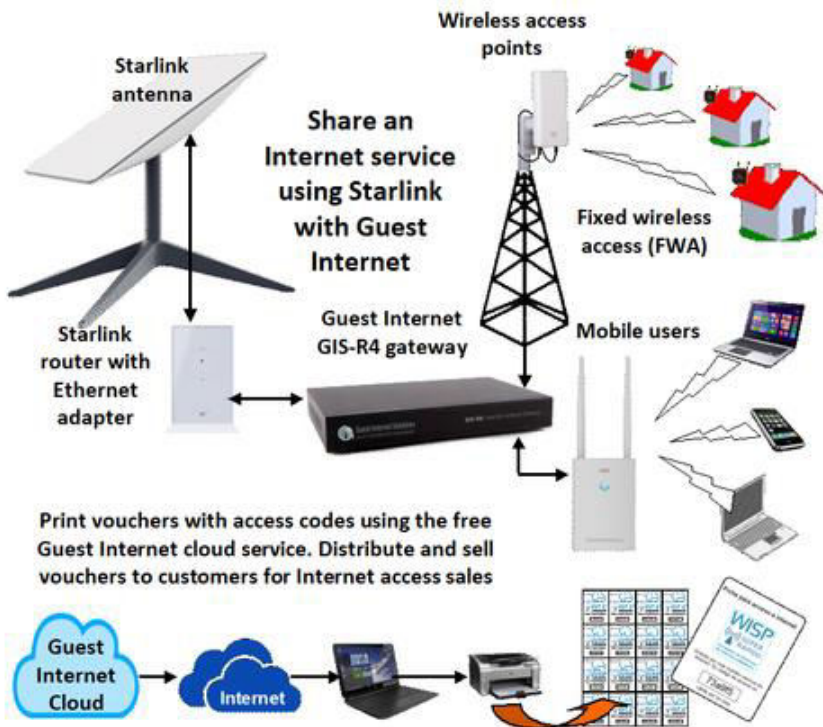 Starlink
antenna
Wireless access
points
Share an
Internet service
using Starlink
with Guest
Internet
Fixed wireless
access (FWA)
Starlink
router with
Ethernet
adapter
Guest Internet
GIS-R4 gateway
Mobile users
Print vouchers with access codes using the free
Guest Internet cloud service. Distribute and sell
vouchers to customers for Internet access sales
Guest
Internet
Cloud
Internet
WISP